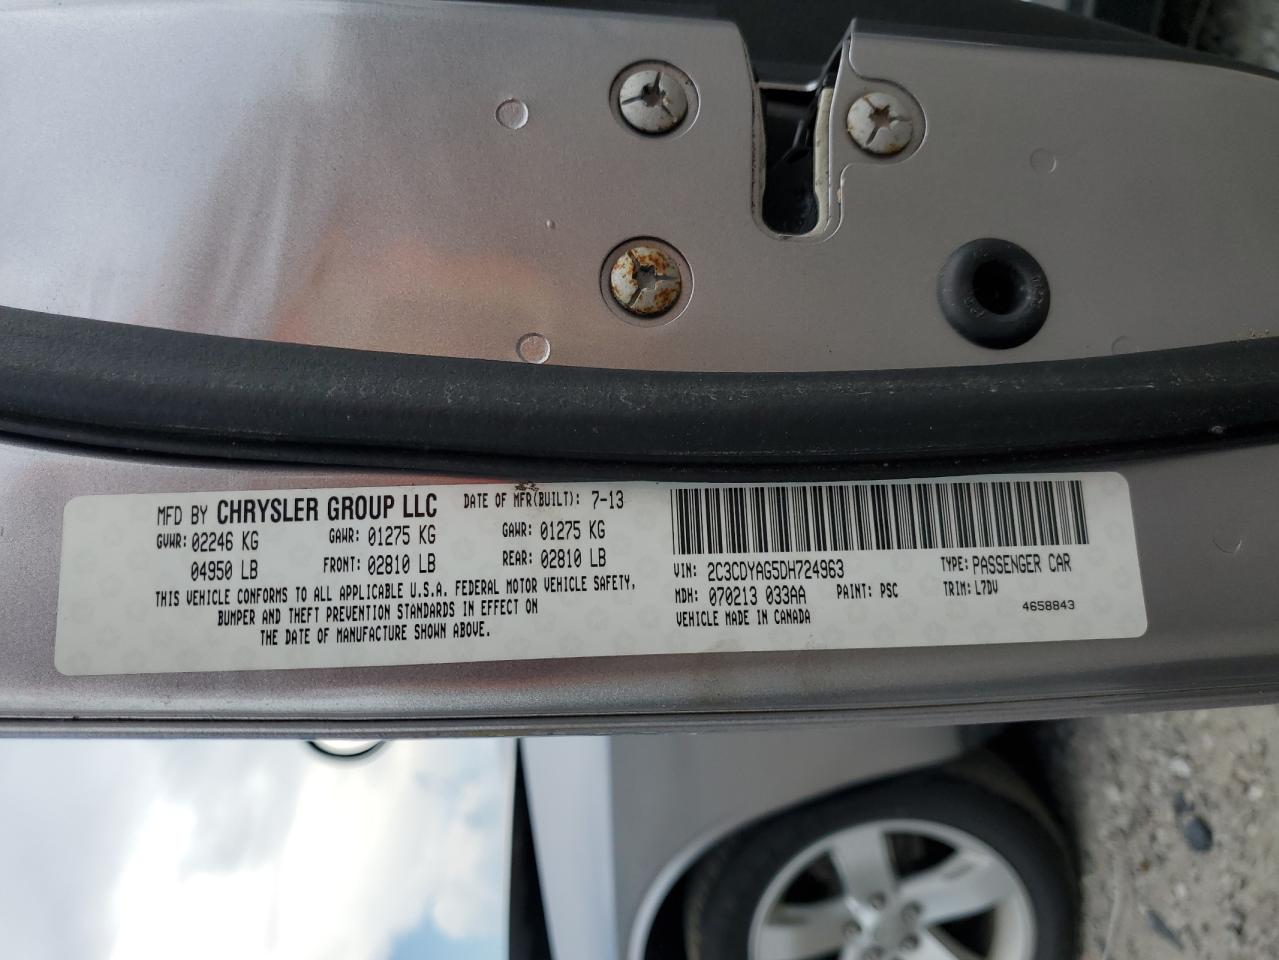 MFD BY CHRYSLER GROUP LLC DATE OF MFR(BUILT): 7-13
GVWR: 02246 KG GAWR: 01275 KG GAWR: 01275 KG
04950 LB FRONT: 02810 LB REAR: 02810 LB
THIS VEHICLE CONFORMS TO ALL APPLICABLE U.S.A. FEDERAL MOTOR VEHICLE SAFETY,
BUMPER AND THEFT PREVENTION STANDARDS IN EFFECT ON
THE DATE OF MANUFACTURE SHOWN ABOVE.
VIN: 2C3CDYAG5DH724963 TYPE: PASSENGER CAR
MDH: 070213 033AA PAINT: PSC TRIM: L7DV
VEHICLE MADE IN CANADA 4658843